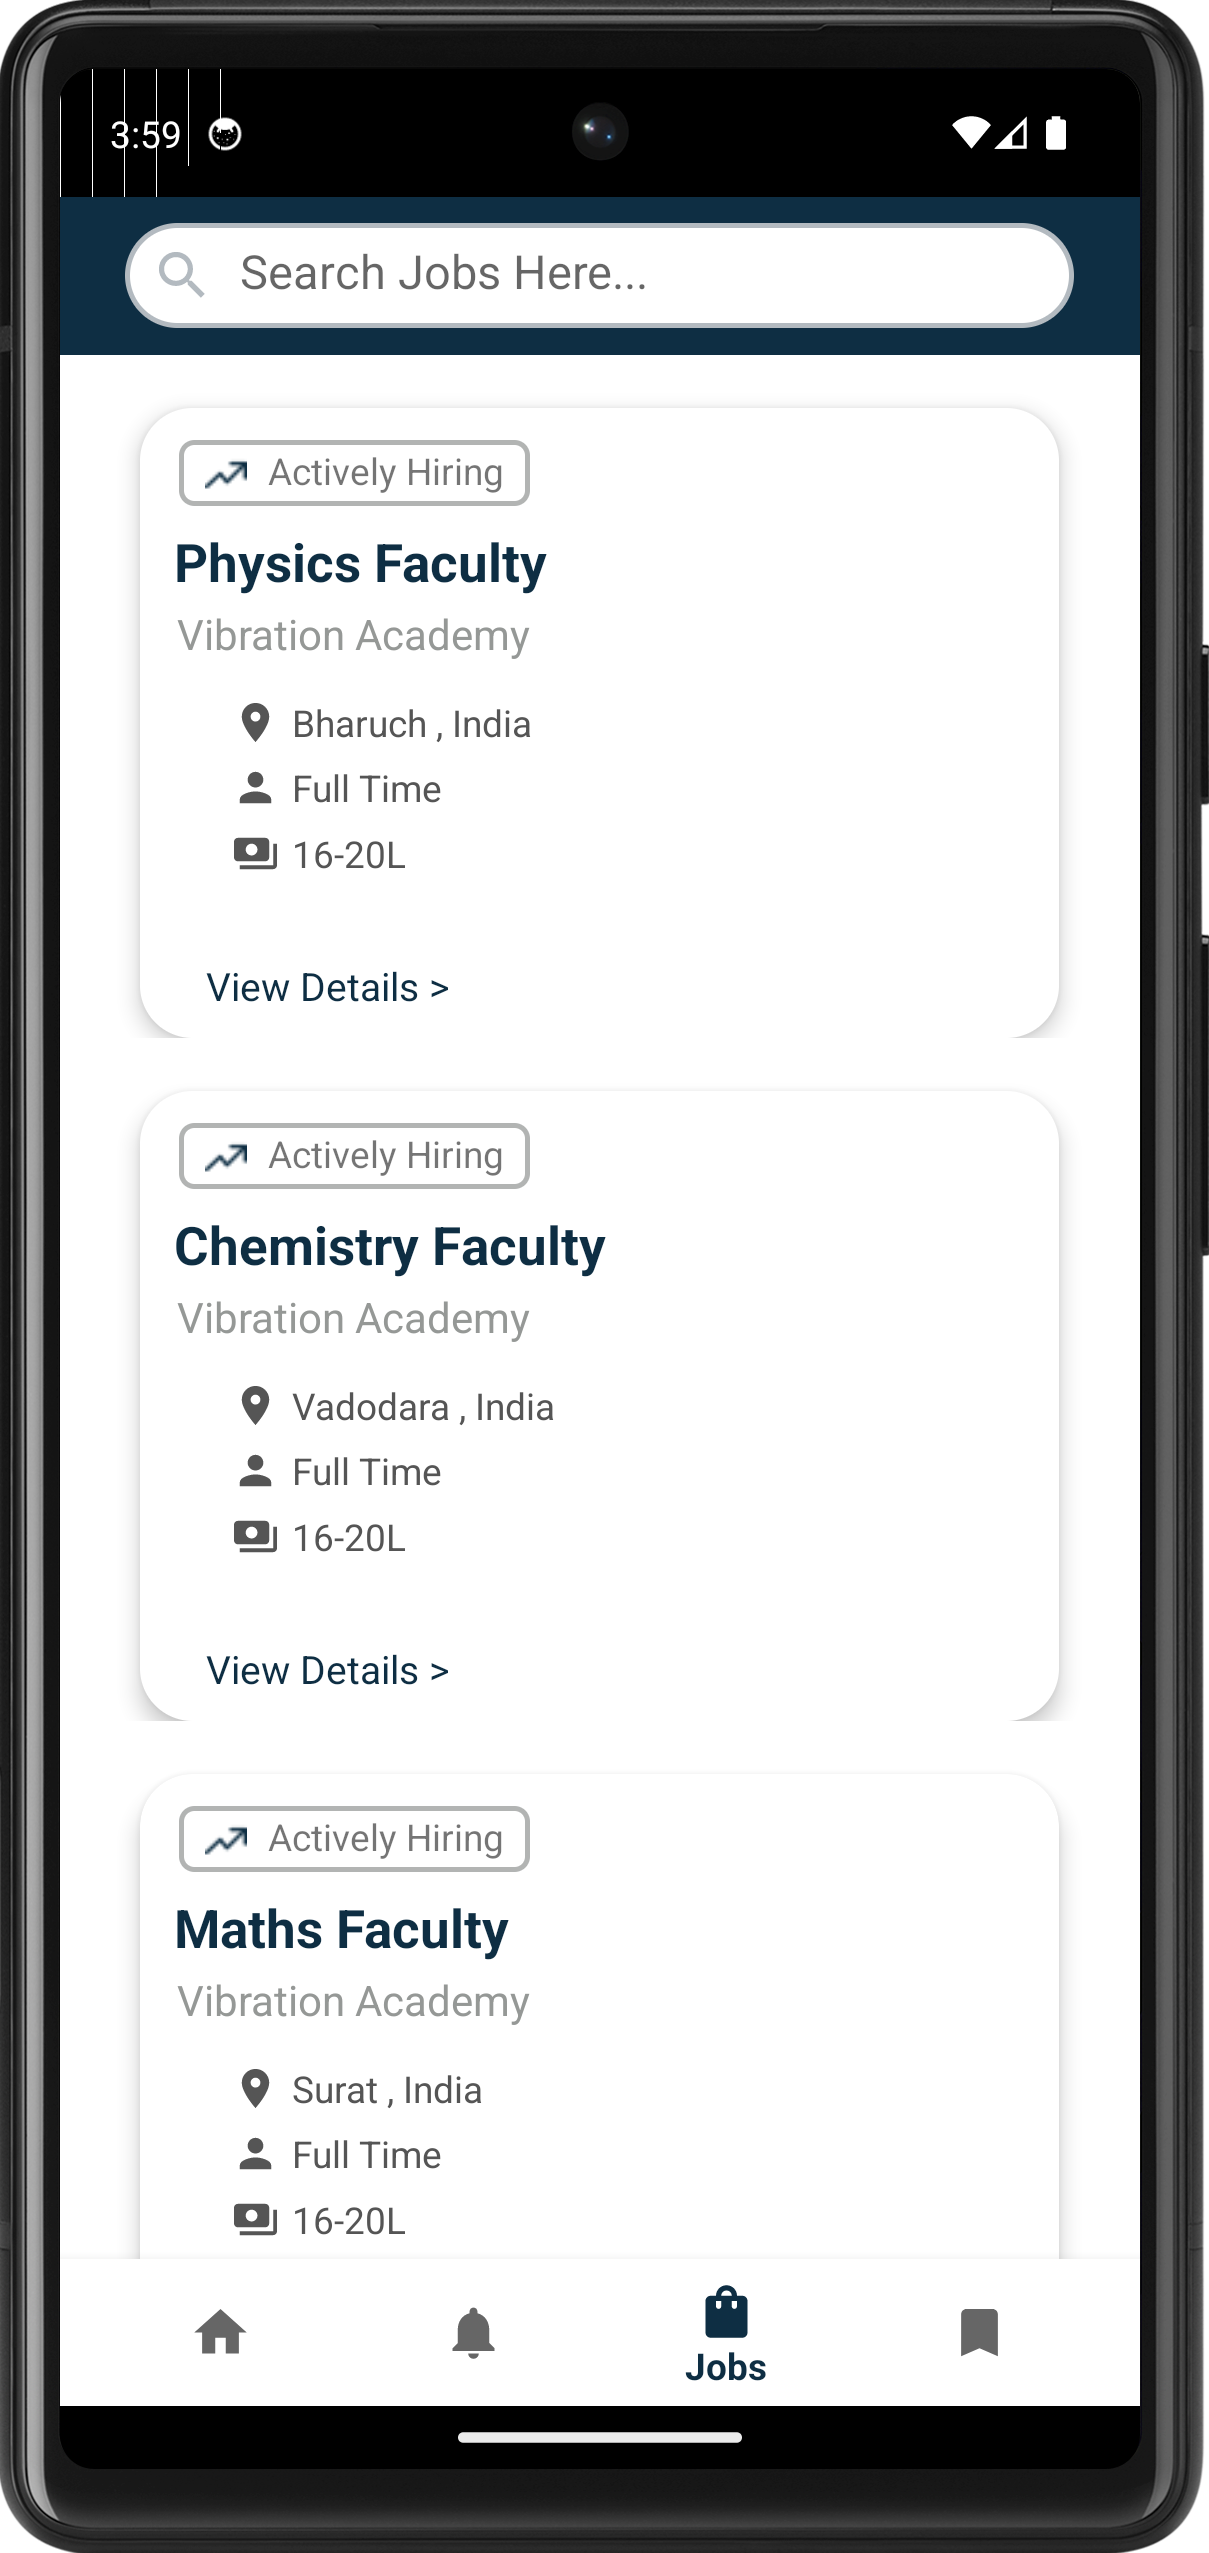 3:59
Search Jobs Here...
Actively Hiring
Physics Faculty
Vibration Academy
Bharuch , India
Full Time
16-20L
View Details >
Actively Hiring
Chemistry Faculty
Vibration Academy
Vadodara , India
Full Time
16-20L
View Details >
Actively Hiring
Maths Faculty
Vibration Academy
Surat , India
Full Time
16-20L
Jobs